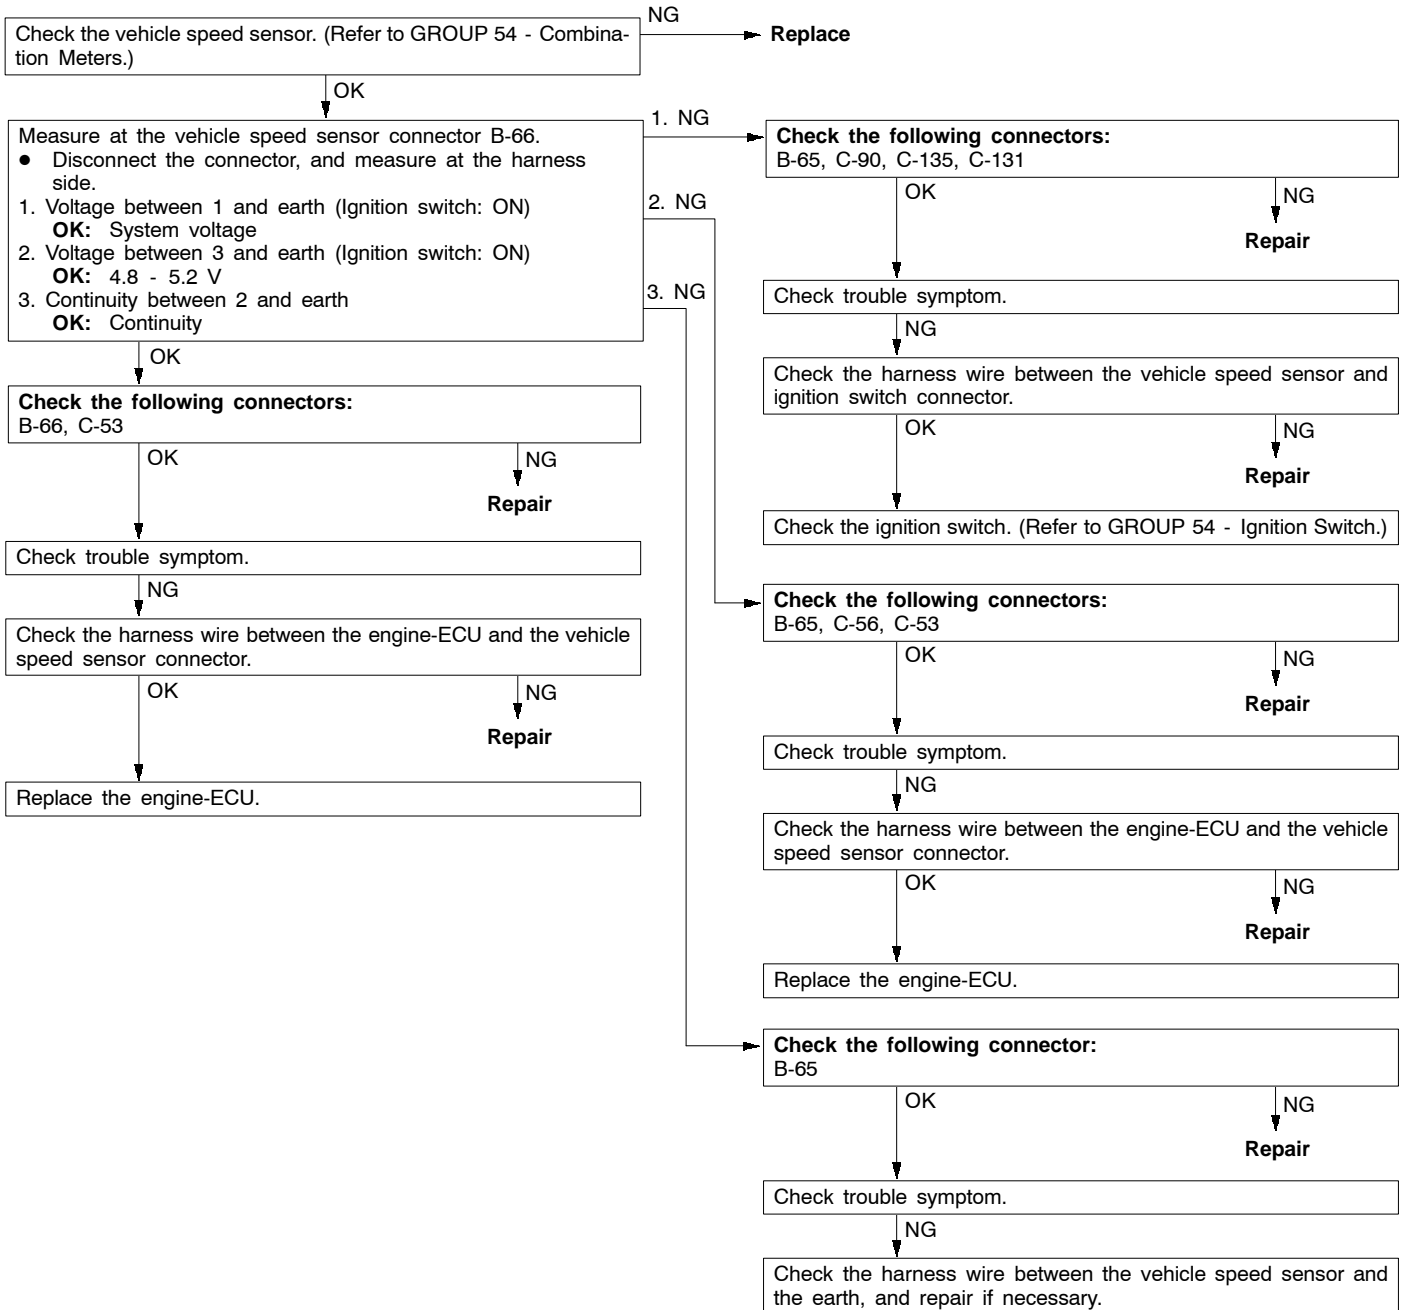 Check the vehicle speed sensor. (Refer to GROUP 54 - Combina-
tion Meters.)
NG
Replace
OK
Measure at the vehicle speed sensor connector B-66.
● Disconnect the connector, and measure at the harness
side.
1. Voltage between 1 and earth (Ignition switch: ON)
OK: System voltage
2. Voltage between 3 and earth (Ignition switch: ON)
OK: 4.8 - 5.2 V
3. Continuity between 2 and earth
OK: Continuity
1. NG
2. NG
3. NG
OK
Check the following connectors:
B-66, C-53
OK
NG
Repair
Check trouble symptom.
NG
Check the harness wire between the engine-ECU and the vehicle
speed sensor connector.
OK
NG
Repair
Replace the engine-ECU.
Check the following connectors:
B-65, C-90, C-135, C-131
OK
NG
Repair
Check trouble symptom.
NG
Check the harness wire between the vehicle speed sensor and
ignition switch connector.
OK
NG
Repair
Check the ignition switch. (Refer to GROUP 54 - Ignition Switch.)
Check the following connectors:
B-65, C-56, C-53
OK
NG
Repair
Check trouble symptom.
NG
Check the harness wire between the engine-ECU and the vehicle
speed sensor connector.
OK
NG
Repair
Replace the engine-ECU.
Check the following connector:
B-65
OK
NG
Repair
Check trouble symptom.
NG
Check the harness wire between the vehicle speed sensor and
the earth, and repair if necessary.